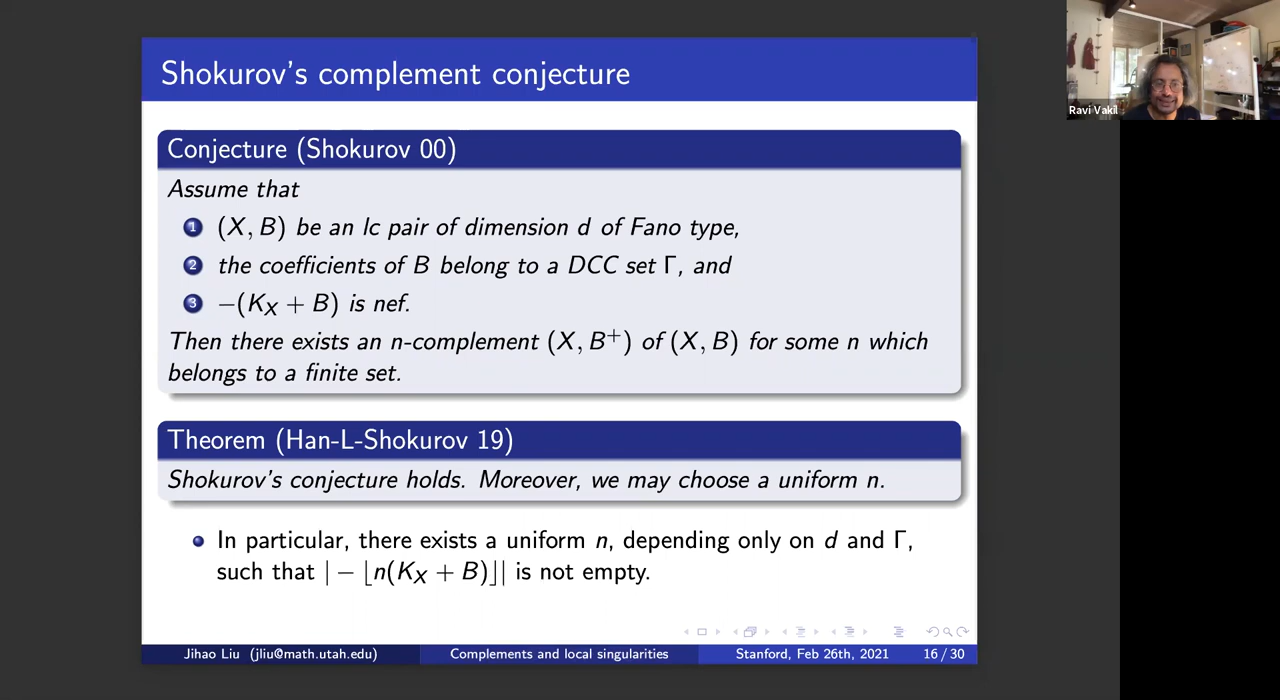 Shokurov's complement conjecture
Ravi Vakil
Conjecture (Shokurov 00)
Assume that
1 (X, B) be an lc pair of dimension d of Fano type,
2 the coefficients of B belong to a DCC set Γ, and
3 −(K_X + B) is nef.
Then there exists an n-complement (X, B⁺) of (X, B) for some n which
belongs to a finite set.
Theorem (Han-L-Shokurov 19)
Shokurov's conjecture holds. Moreover, we may choose a uniform n.
• In particular, there exists a uniform n, depending only on d and Γ,
such that | − ⌊n(K_X + B)⌋| is not empty.
Jihao Liu (jliu@math.utah.edu) Complements and local singularities Stanford, Feb 26th, 2021 16 / 30